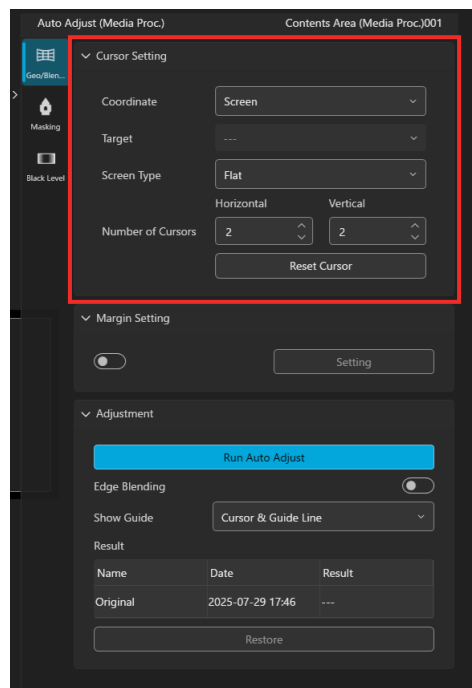 Auto Adjust (Media Proc.) Contents Area (Media Proc.)001
Geo/Blen...
Masking
Black Level
Cursor Setting
Coordinate Screen
Target ---
Screen Type Flat
Horizontal Vertical
Number of Cursors 2 2
Reset Cursor
Margin Setting
Setting
Adjustment
Run Auto Adjust
Edge Blending
Show Guide Cursor & Guide Line
Result
Name Date Result
Original 2025-07-29 17:46 ---
Restore